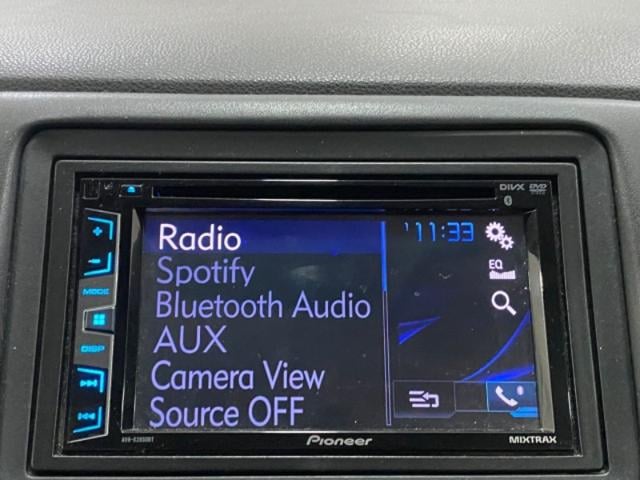 DIVX DVD
Radio
'11:33
Spotify
EQ
Bluetooth Audio
MODE
AUX
DISP
Camera View
Source OFF
Pioneer
MIXTRAX